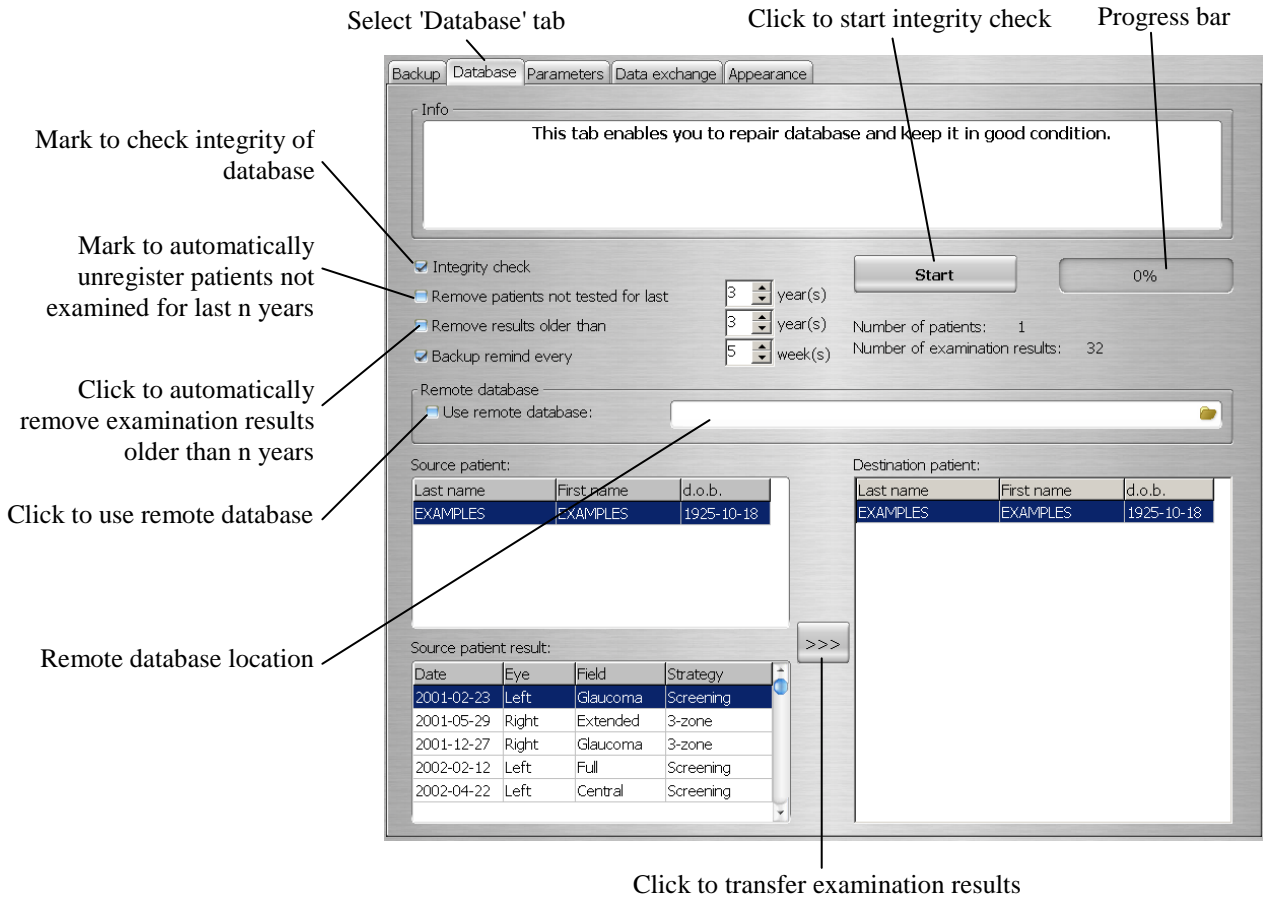 Select 'Database' tab
Click to start integrity check
Progress bar
Backup Database Parameters Data exchange Appearance
Info
This tab enables you to repair database and keep it in good condition.
Mark to check integrity of
database
Mark to automatically
unregister patients not
examined for last n years
Click to automatically
remove examination results
older than n years
Click to use remote database
Remote database location
Integrity check
Remove patients not tested for last 3 year(s)
Remove results older than 3 year(s)
Backup remind every 5 week(s)
Start
0%
Number of patients: 1
Number of examination results: 32
Remote database
Use remote database:
Source patient:
Last name First name d.o.b.
EXAMPLES EXAMPLES 1925-10-18
Source patient result:
Date Eye Field Strategy
2001-02-23 Left Glaucoma Screening
2001-05-29 Right Extended 3-zone
2001-12-27 Right Glaucoma 3-zone
2002-02-12 Left Full Screening
2002-04-22 Left Central Screening
>>>
Destination patient:
Last name First name d.o.b.
EXAMPLES EXAMPLES 1925-10-18
Click to transfer examination results